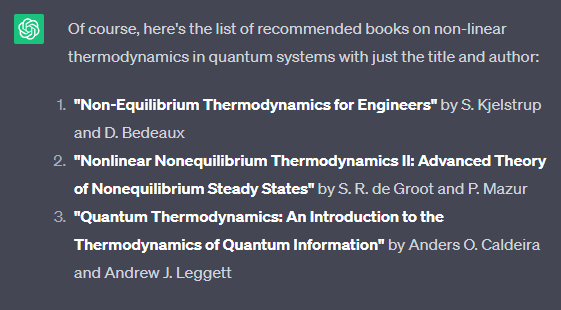 Of course, here's the list of recommended books on non-linear
thermodynamics in quantum systems with just the title and author:
1. "Non-Equilibrium Thermodynamics for Engineers" by S. Kjelstrup
and D. Bedeaux
2. "Nonlinear Nonequilibrium Thermodynamics II: Advanced Theory
of Nonequilibrium Steady States" by S. R. de Groot and P. Mazur
3. "Quantum Thermodynamics: An Introduction to the
Thermodynamics of Quantum Information" by Anders O. Caldeira
and Andrew J. Leggett